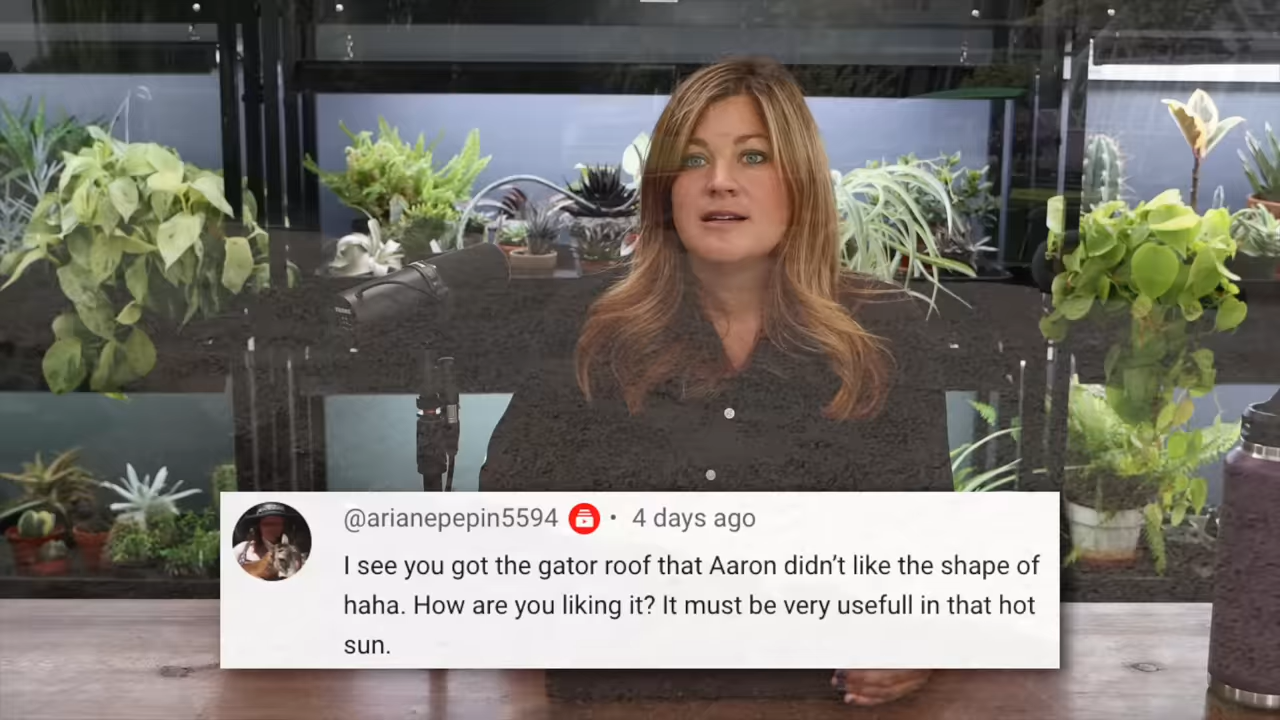 @arianepepin5594 • 4 days ago
I see you got the gator roof that Aaron didn't like the shape of
haha. How are you liking it? It must be very usefull in that hot
sun.